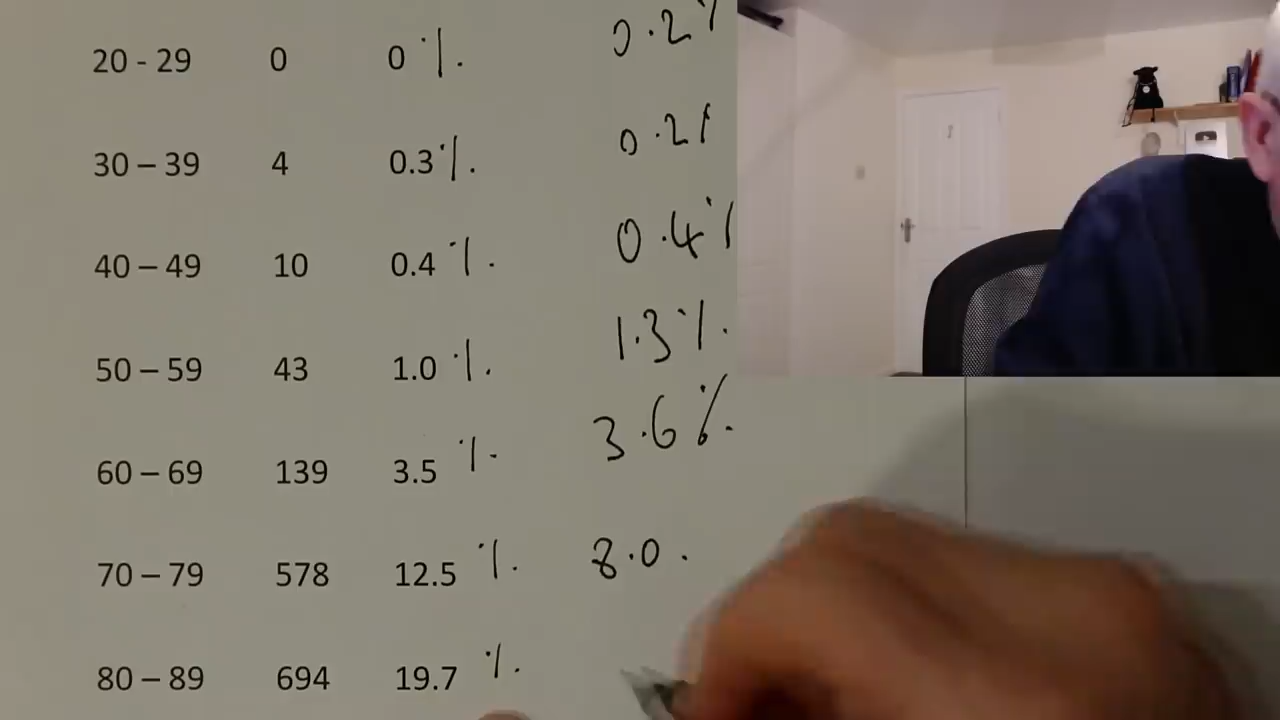 20 - 29 0 0 % 0.2%
30 – 39 4 0.3 % 0.2%
40 – 49 10 0.4 % 0.4%
50 – 59 43 1.0 % 1.3%
60 – 69 139 3.5 % 3.6%
70 – 79 578 12.5 % 8.0
80 – 89 694 19.7 %